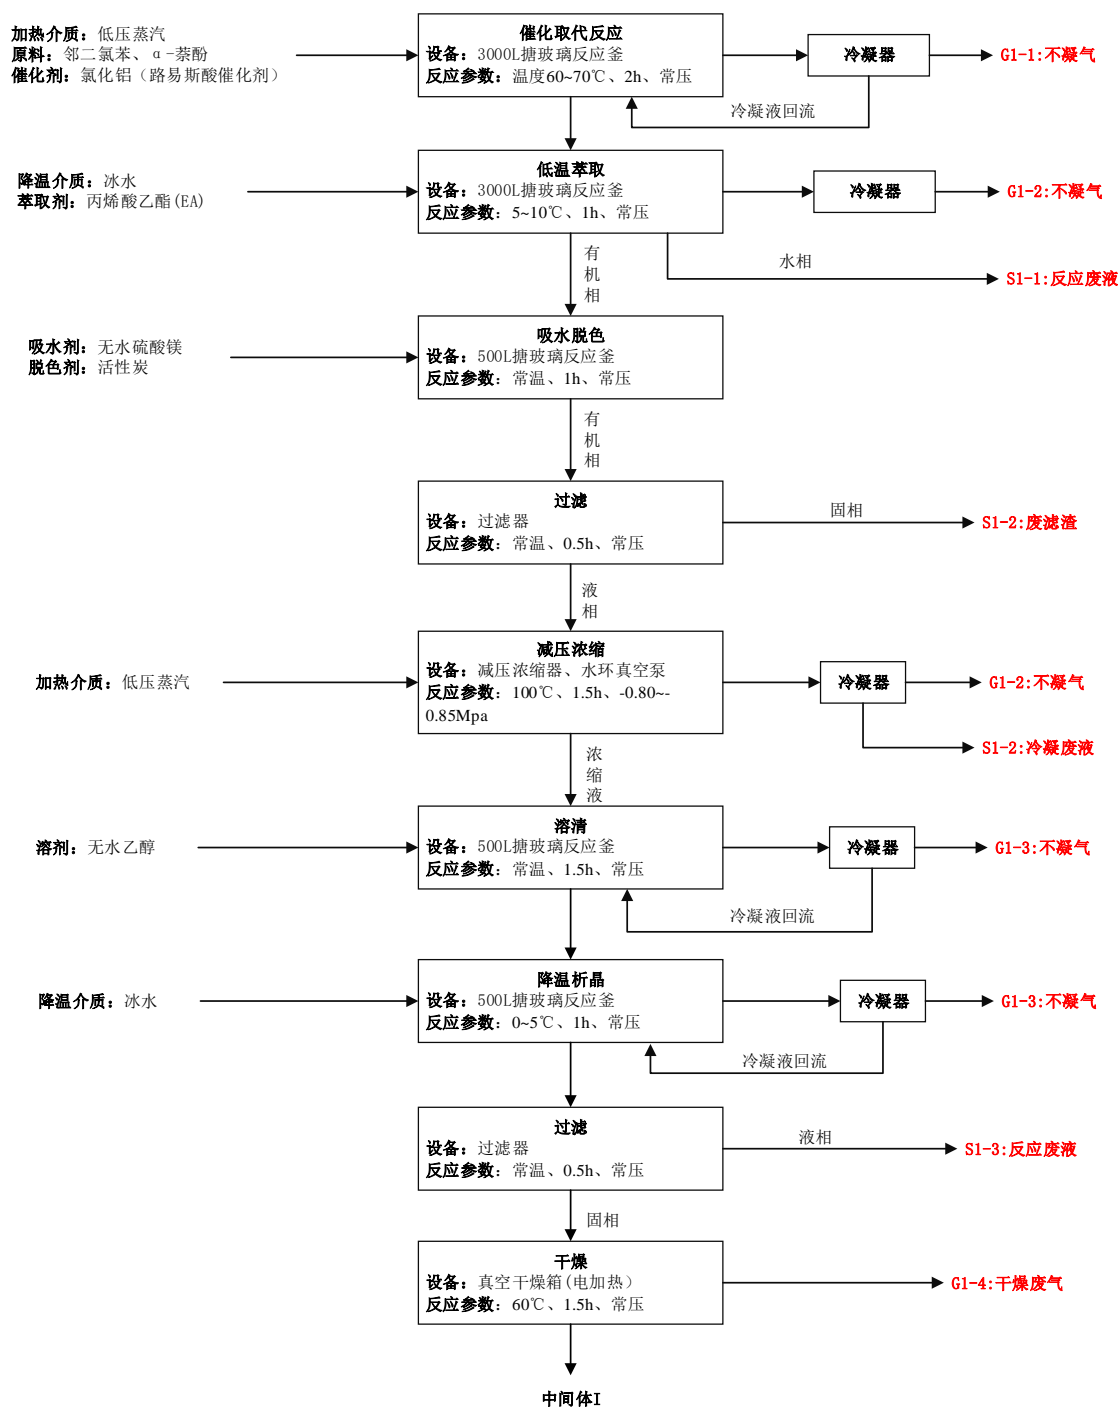 加热介质：低压蒸汽
原料：邻二氯苯、α-萘酚
催化剂：氯化铝（路易斯酸催化剂）
催化取代反应
设备：3000L搪玻璃反应釜
反应参数：温度60~70℃、2h、常压
冷凝器
G1-1:不凝气
冷凝液回流
降温介质：冰水
萃取剂：丙烯酸乙酯(EA)
低温萃取
设备：3000L搪玻璃反应釜
反应参数：5~10℃、1h、常压
冷凝器
G1-2:不凝气
有机相
水相
S1-1:反应废液
吸水剂：无水硫酸镁
脱色剂：活性炭
吸水脱色
设备：500L搪玻璃反应釜
反应参数：常温、1h、常压
有机相
过滤
设备：过滤器
反应参数：常温、0.5h、常压
固相
S1-2:废滤渣
液相
加热介质：低压蒸汽
减压浓缩
设备：减压浓缩器、水环真空泵
反应参数：100℃、1.5h、-0.80~-
0.85Mpa
冷凝器
G1-2:不凝气
S1-2:冷凝废液
浓缩液
溶剂：无水乙醇
溶清
设备：500L搪玻璃反应釜
反应参数：常温、1.5h、常压
冷凝器
G1-3:不凝气
冷凝液回流
降温介质：冰水
降温析晶
设备：500L搪玻璃反应釜
反应参数：0~5℃、1h、常压
冷凝器
G1-3:不凝气
冷凝液回流
过滤
设备：过滤器
反应参数：常温、0.5h、常压
液相
S1-3:反应废液
固相
干燥
设备：真空干燥箱(电加热）
反应参数：60℃、1.5h、常压
G1-4:干燥废气
中间体I